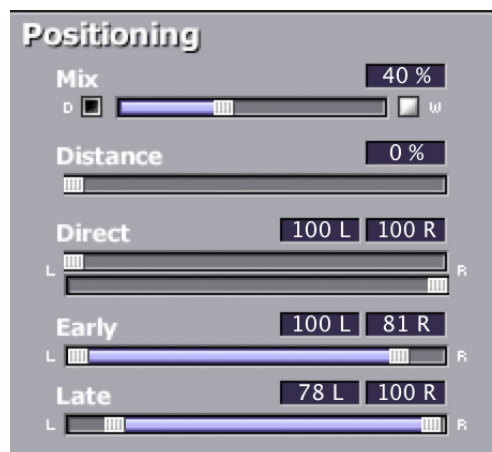 Positioning
Mix 40 %
D W
Distance 0 %
Direct 100 L 100 R
L R
Early 100 L 81 R
L R
Late 78 L 100 R
L R